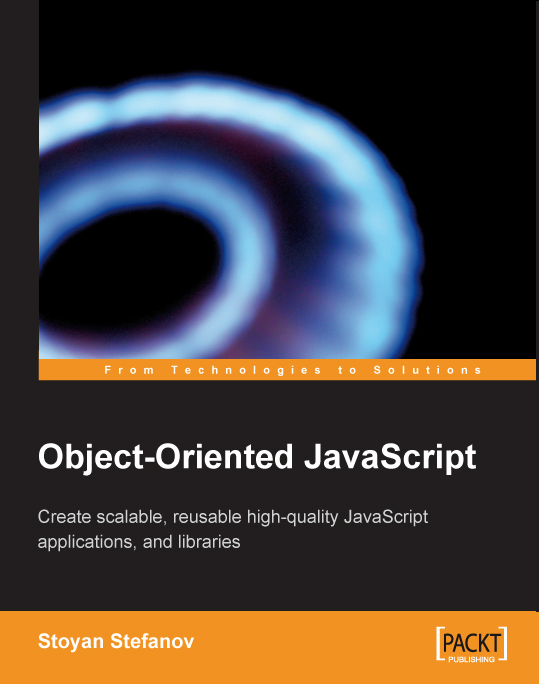 From Technologies to Solutions
Object-Oriented JavaScript
Create scalable, reusable high-quality JavaScript
applications, and libraries
Stoyan Stefanov
[PACKT]
PUBLISHING